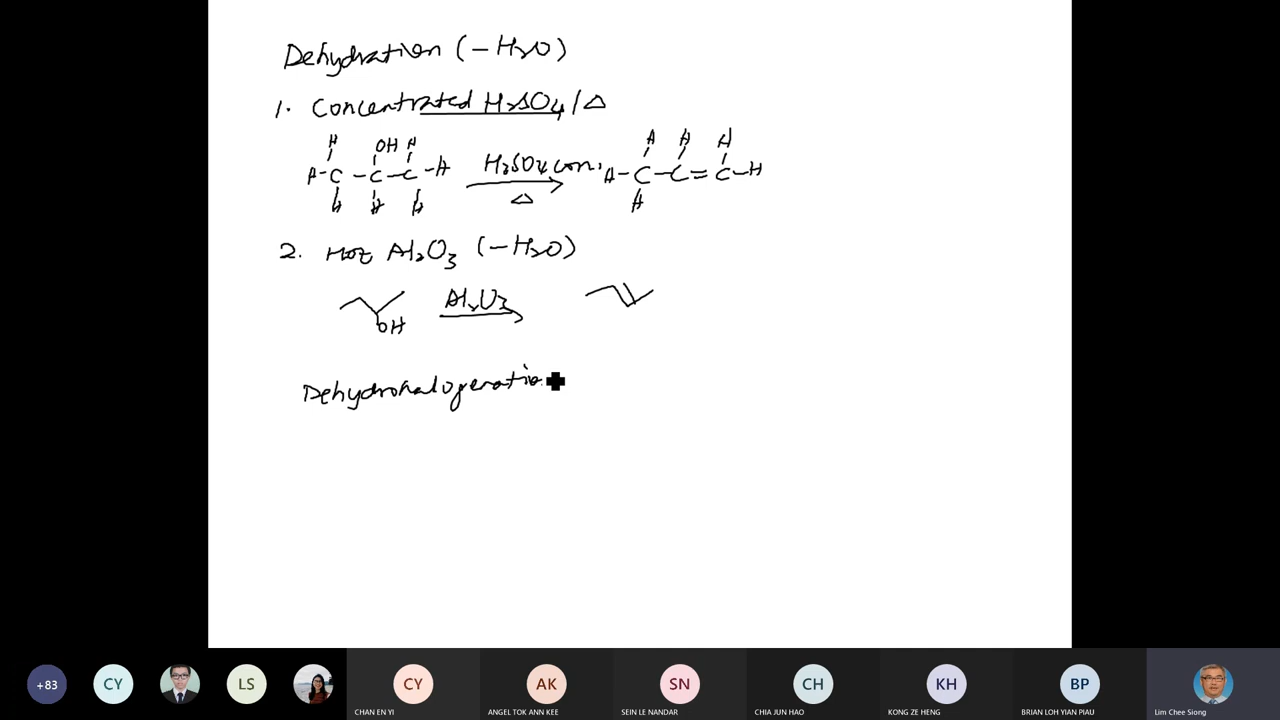 Dehydration (-H2O)
1. Concentrated H2SO4/△
H OH H H H H
H-C-C-C-H H2SO4 con. H-C-C=C-H
H H H △ H
2. Hot Al2O3 (-H2O)
Al2O3
OH
Dehydrohalogenation
+83 CY LS CY AK SN CH KH BP
CHAN EN YI ANGEL TOK ANN KEE SEIN LE NANDAR CHIA JUN HAO KONG ZE HENG BRIAN LOH YIAN PIAU Lim Chee Siong